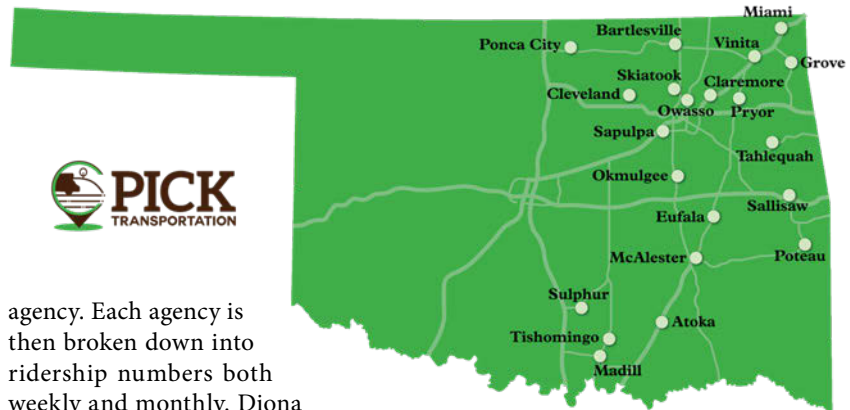 Miami
Bartlesville
Ponca City
Vinita
Grove
Skiatook
Claremore
Cleveland
Owasso
Pryor
Sapulpa
Tahlequah
Okmulgee
Sallisaw
Eufala
McAlester
Poteau
Sulphur
Atoka
Tishomingo
Madill
PICK
TRANSPORTATION
agency. Each agency is
then broken down into
ridership numbers both
weekly and monthly. Diona